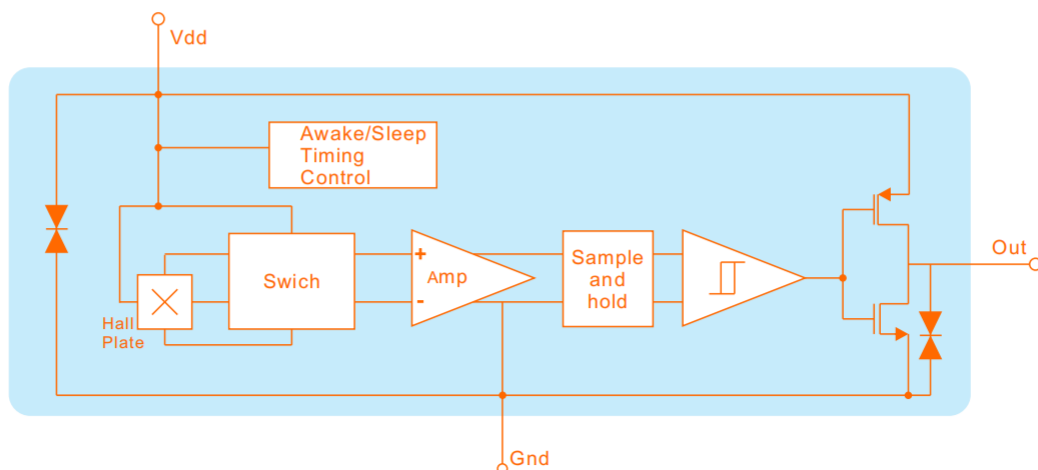 Vdd
Awake/Sleep
Timing
Control
Swich
+
Amp
-
Sample
and
hold
Out
Hall
Plate
Gnd